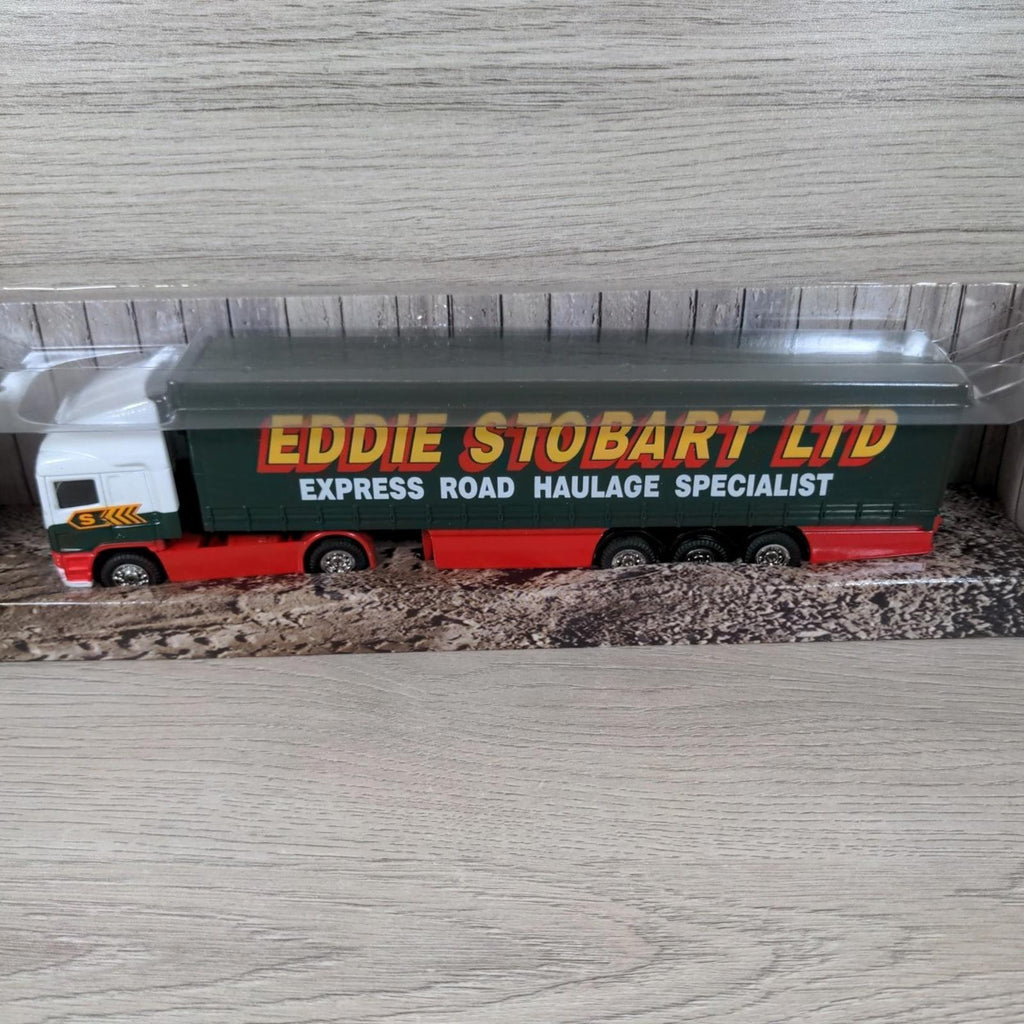 EDDIE STOBART LTD
EXPRESS ROAD HAULAGE SPECIALIST
S